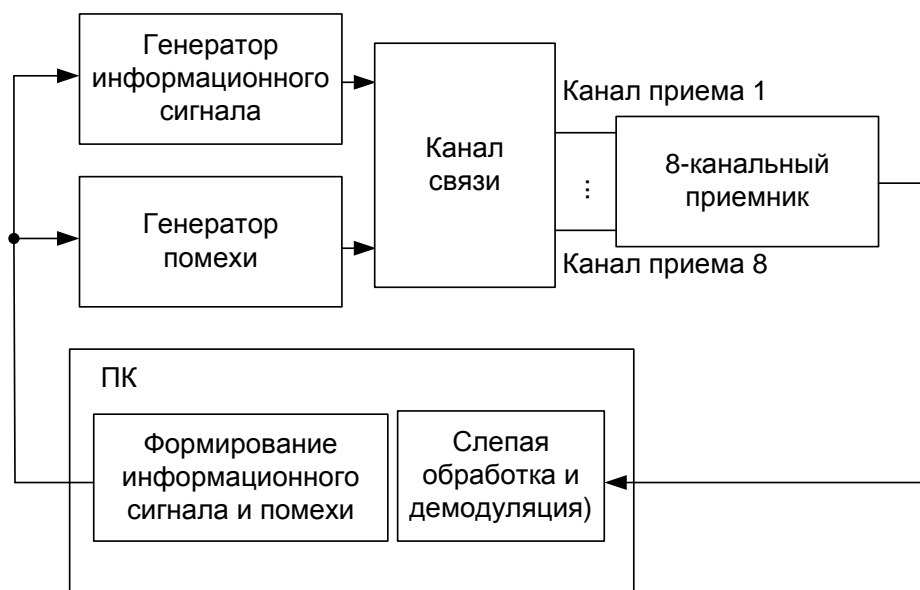 Генератор
информационного
сигнала
Канал приема 1
Канал
связи
...
8-канальный
приемник
Генератор
помехи
Канал приема 8
ПК
Формирование
информационного
сигнала и помехи
Слепая
обработка и
демодуляция)